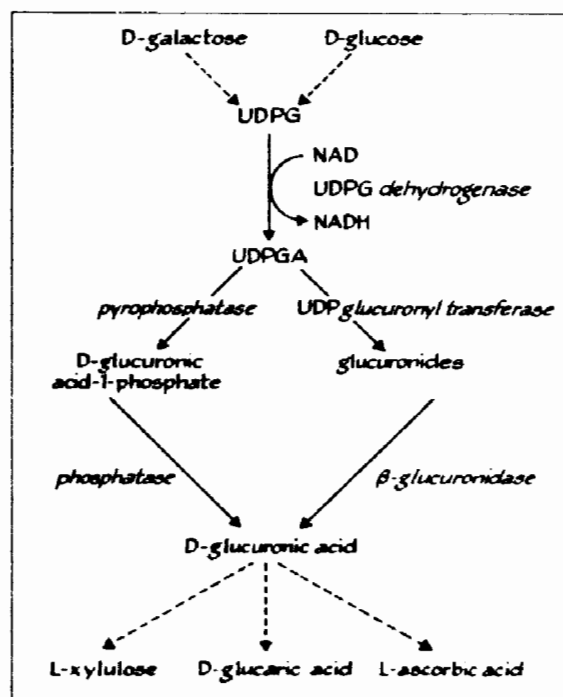 D-galactose D-glucose
UDPG
NAD
UDPG dehydrogenase
NADH
UDPGA
pyrophosphatase UDP glucuronyl transferase
D-glucuronic
acid-1-phosphate
glucuronides
phosphatase β-glucuronidase
D-glucuronic acid
L-xylulose D-glucaric acid L-ascorbic acid